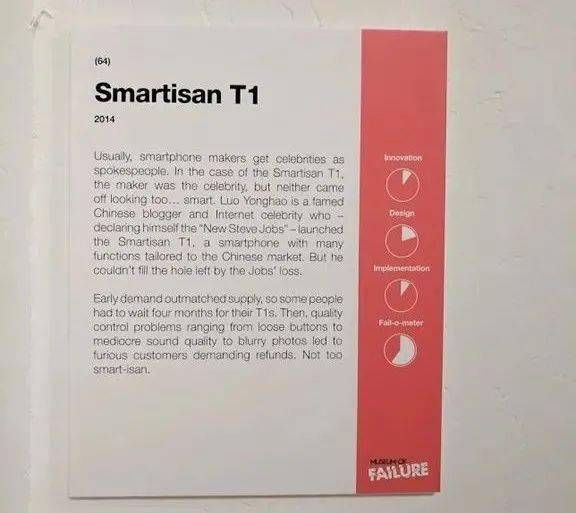 (64)
Smartisan T1
2014
Usually, smartphone makers get celebrities as
spokespeople. In the case of the Smartisan T1,
the maker was the celebrity, but neither came
off looking too... smart. Luo Yonghao is a famed
Chinese blogger and Internet celebrity who –
declaring himself the “New Steve Jobs” – launched
the Smartisan T1, a smartphone with many
functions tailored to the Chinese market. But he
couldn't fill the hole left by the Jobs' loss.
Early demand outmatched supply, so some people
had to wait four months for their T1s. Then, quality
control problems ranging from loose buttons to
mediocre sound quality to blurry photos led to
furious customers demanding refunds. Not too
smart-isan.
Innovation
Design
Implementation
Fail-o-meter
MUSEUM OF
FAILURE